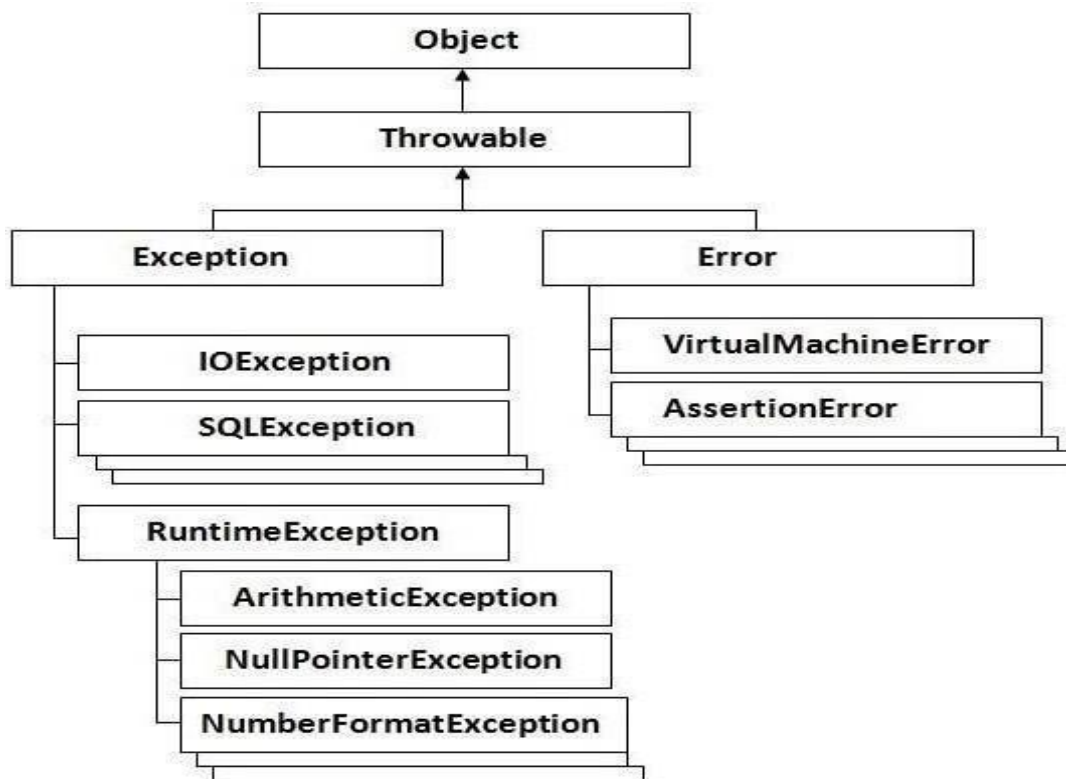 Object
Throwable
Exception
Error
IOException
SQLException
RuntimeException
ArithmeticException
NullPointerException
NumberFormatException
VirtualMachineError
AssertionError